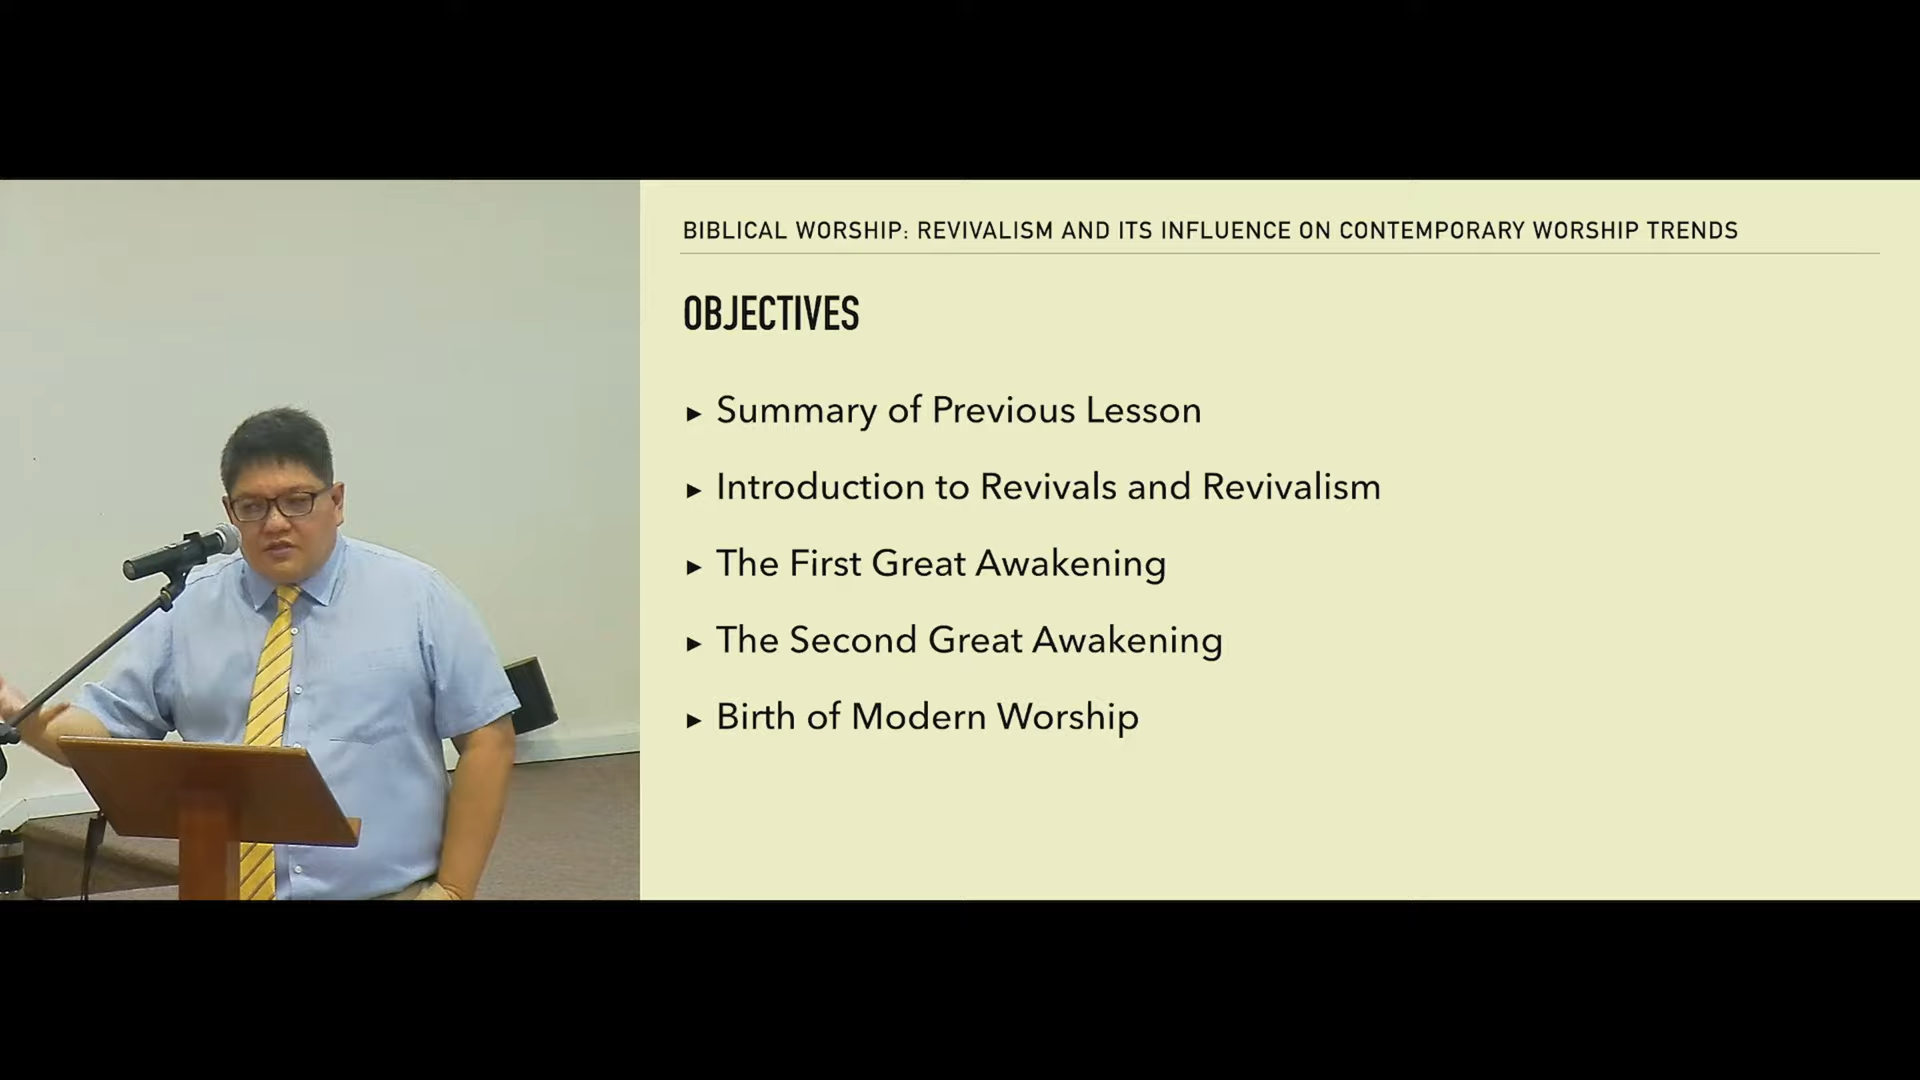 BIBLICAL WORSHIP: REVIVALISM AND ITS INFLUENCE ON CONTEMPORARY WORSHIP TRENDS
OBJECTIVES
▸ Summary of Previous Lesson
▸ Introduction to Revivals and Revivalism
▸ The First Great Awakening
▸ The Second Great Awakening
▸ Birth of Modern Worship